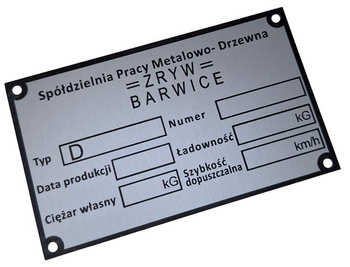 Spółdzielnia Pracy Metalowo- Drzewna
=ZRYW=
BARWICE
Typ D Numer
Data produkcji Ładowność kG
Ciężar własny kG Szybkość dopuszczalna km/h